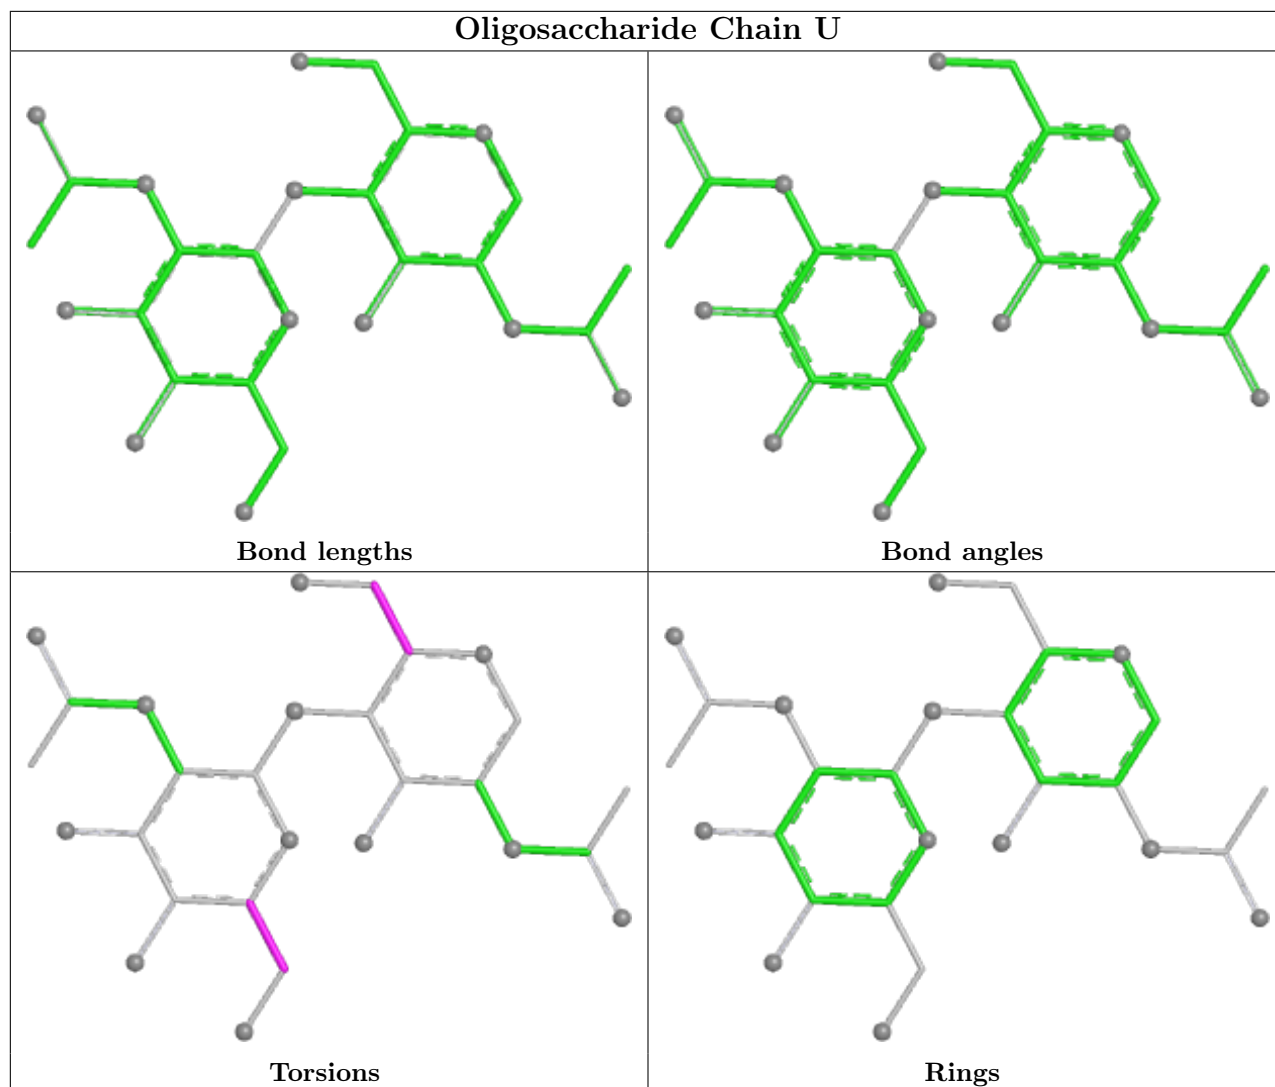 Oligosaccharide Chain U
Bond lengths
Bond angles
Torsions
Rings